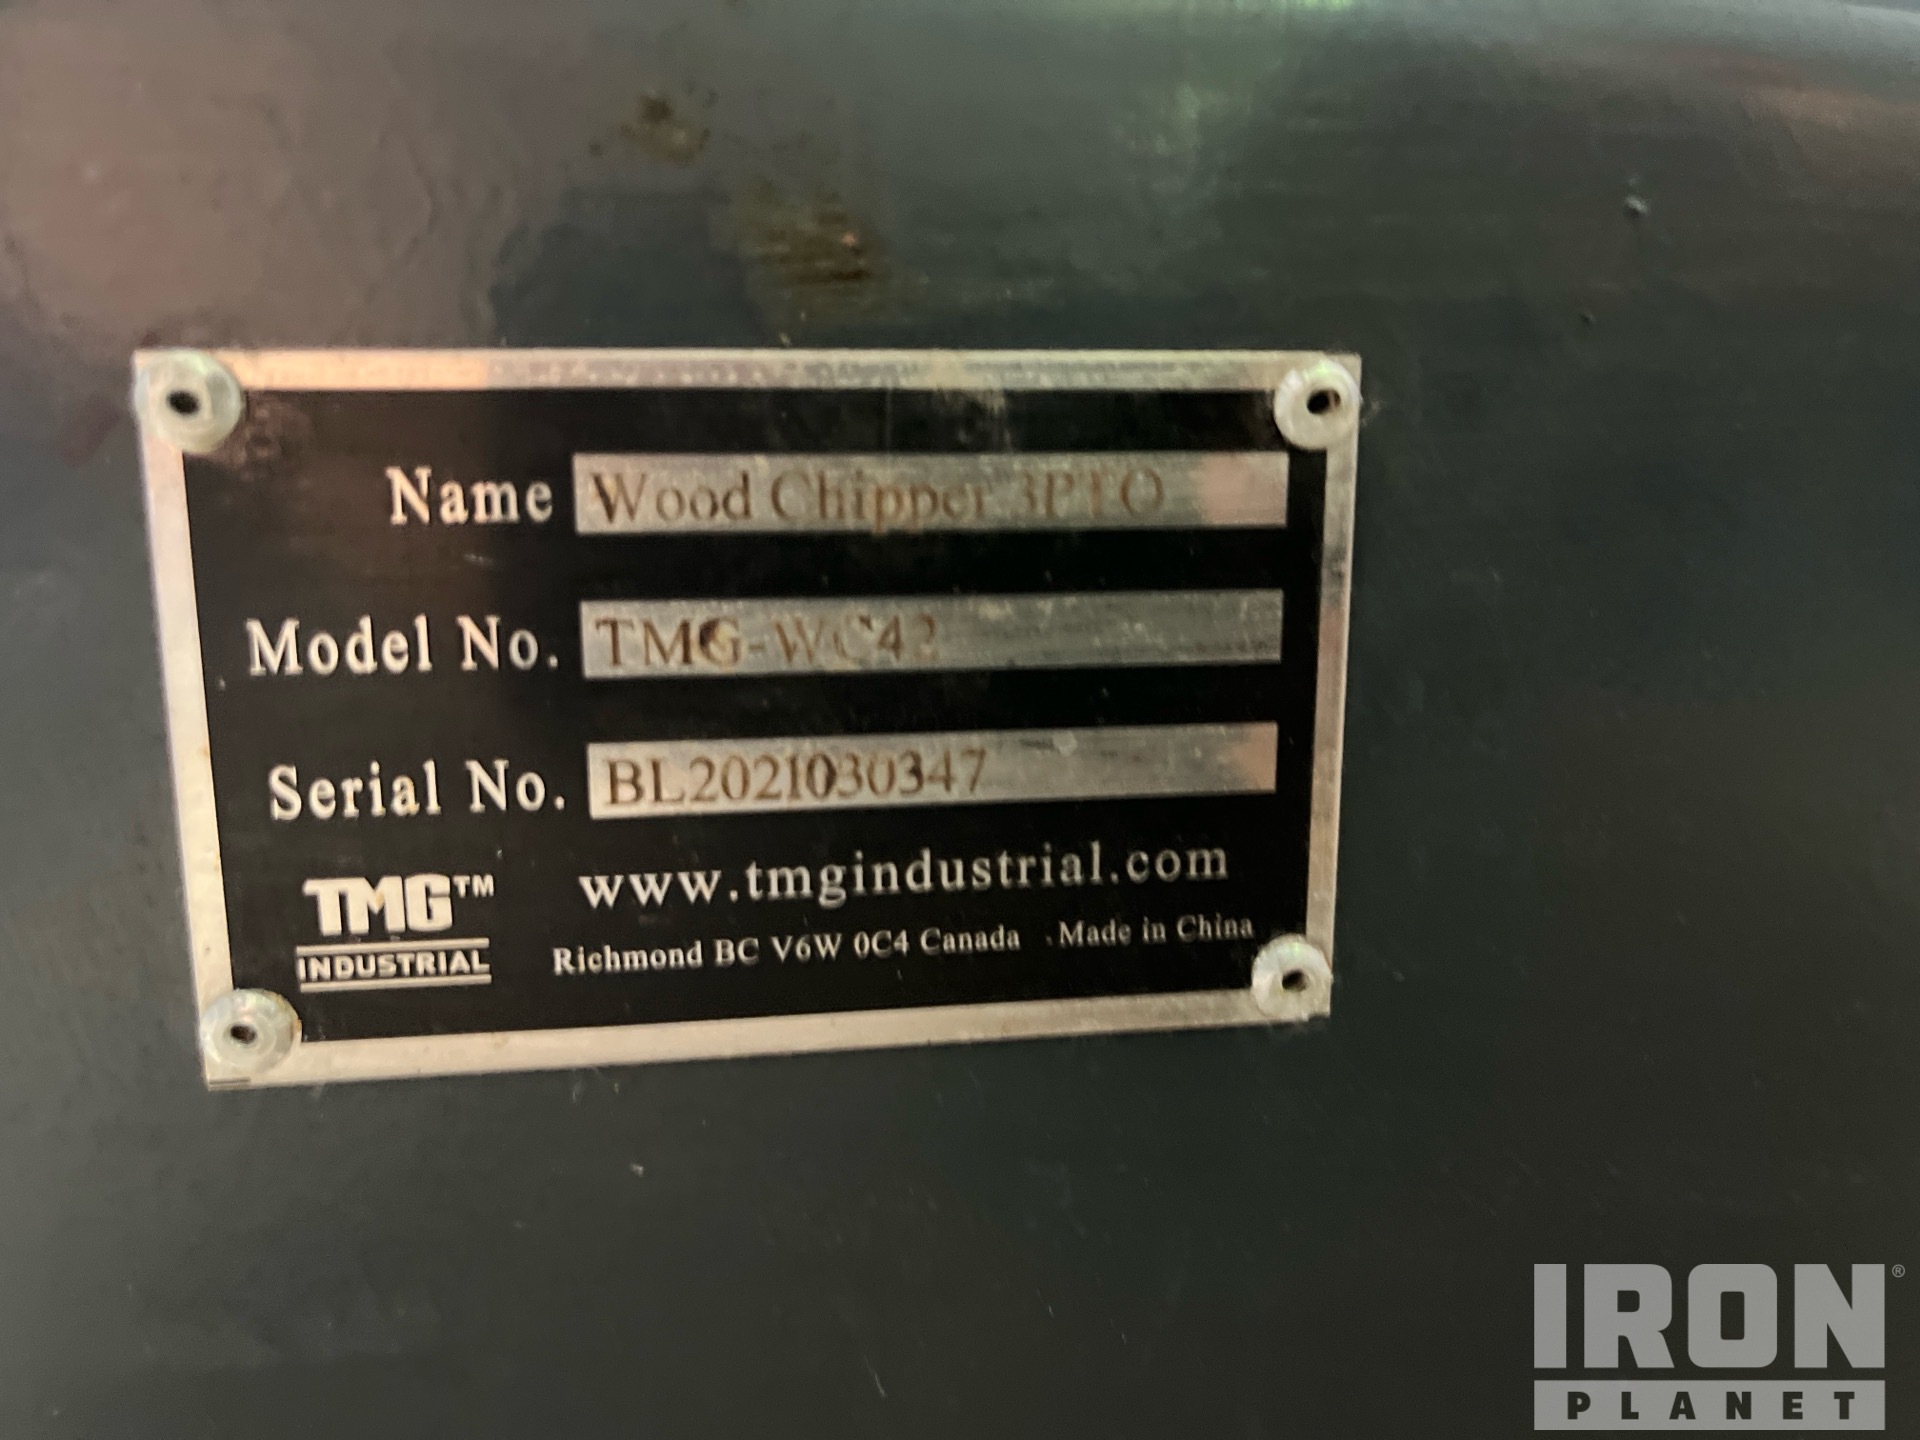 Name Wood Chipper 3PTO
Model No. TMG-WC42
Serial No. BL2021030347
TMG™ INDUSTRIAL
www.tmgindustrial.com
Richmond BC V6W 0C4 Canada . Made in China
IRON®
PLANET